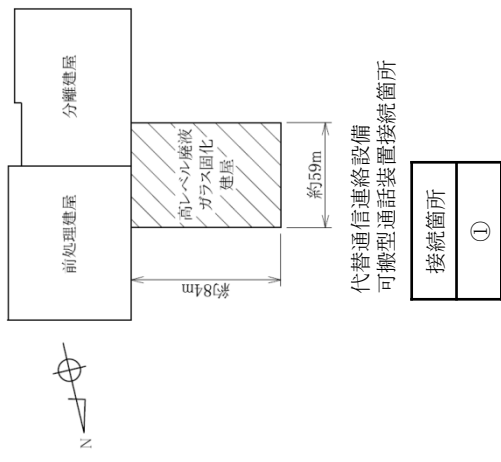 前処理建屋
分離建屋
高レベル廃液
ガラス固化
建屋
約84m
約59m
N
代替通信連絡設備
可搬型通話装置接続箇所
接続箇所
①